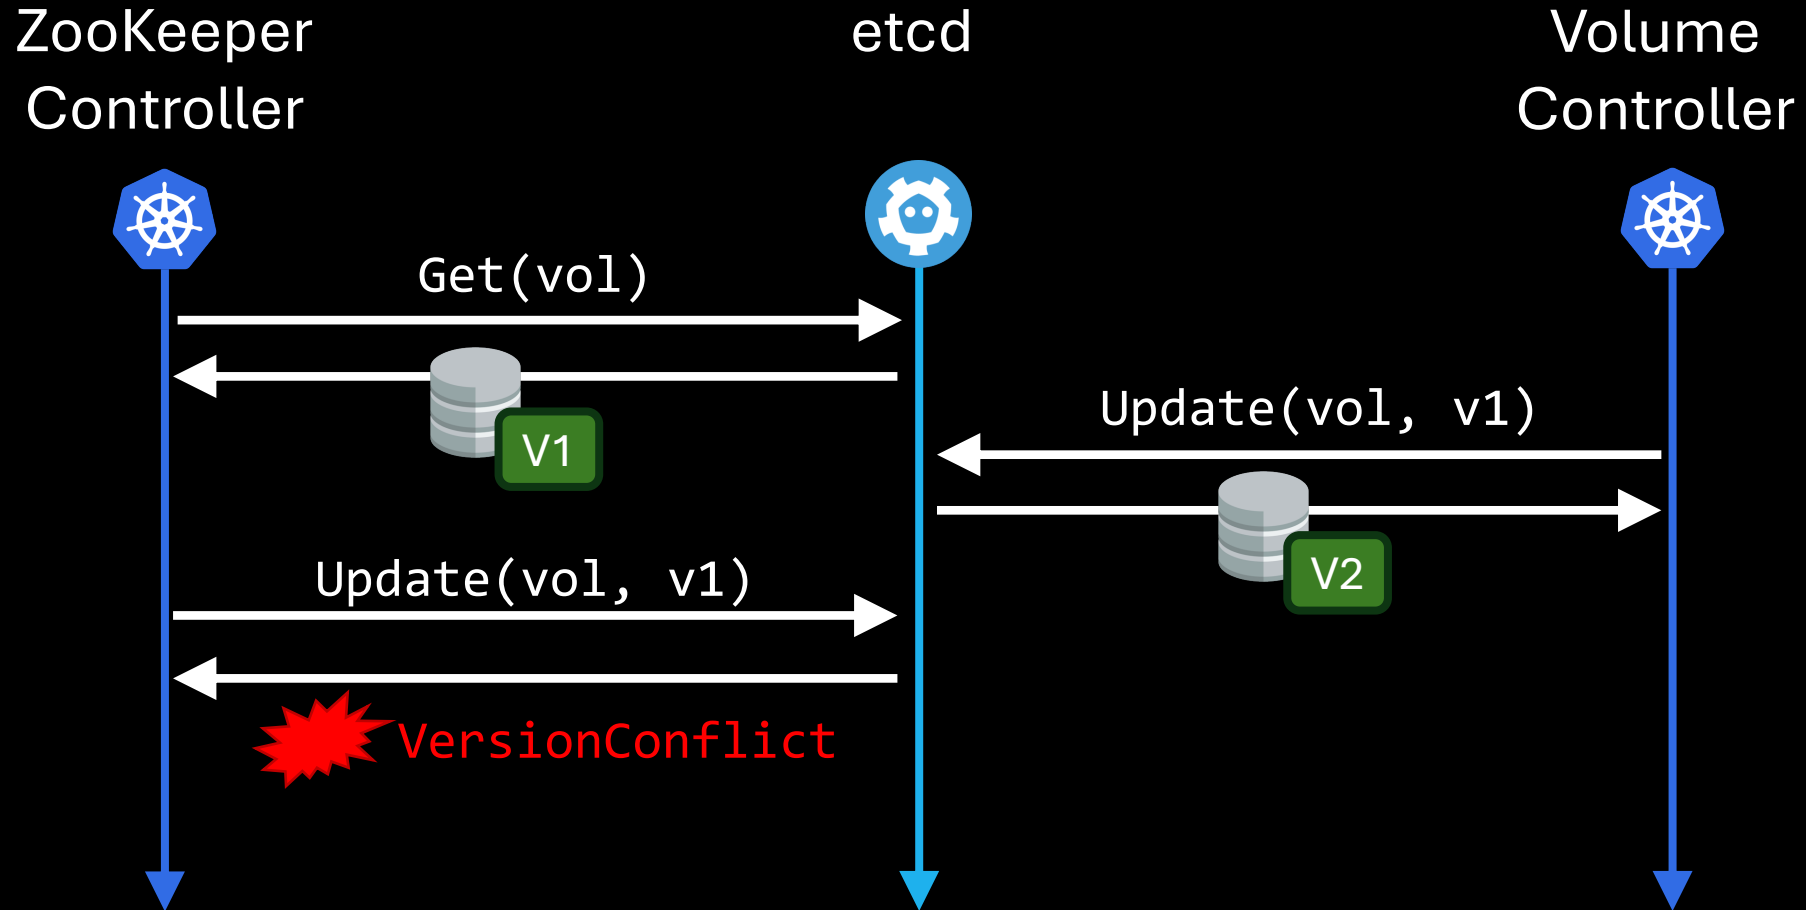 ZooKeeper
Controller
etcd
Volume
Controller
Get(vol)
V1
Update(vol, v1)
V2
Update(vol, v1)
VersionConflict